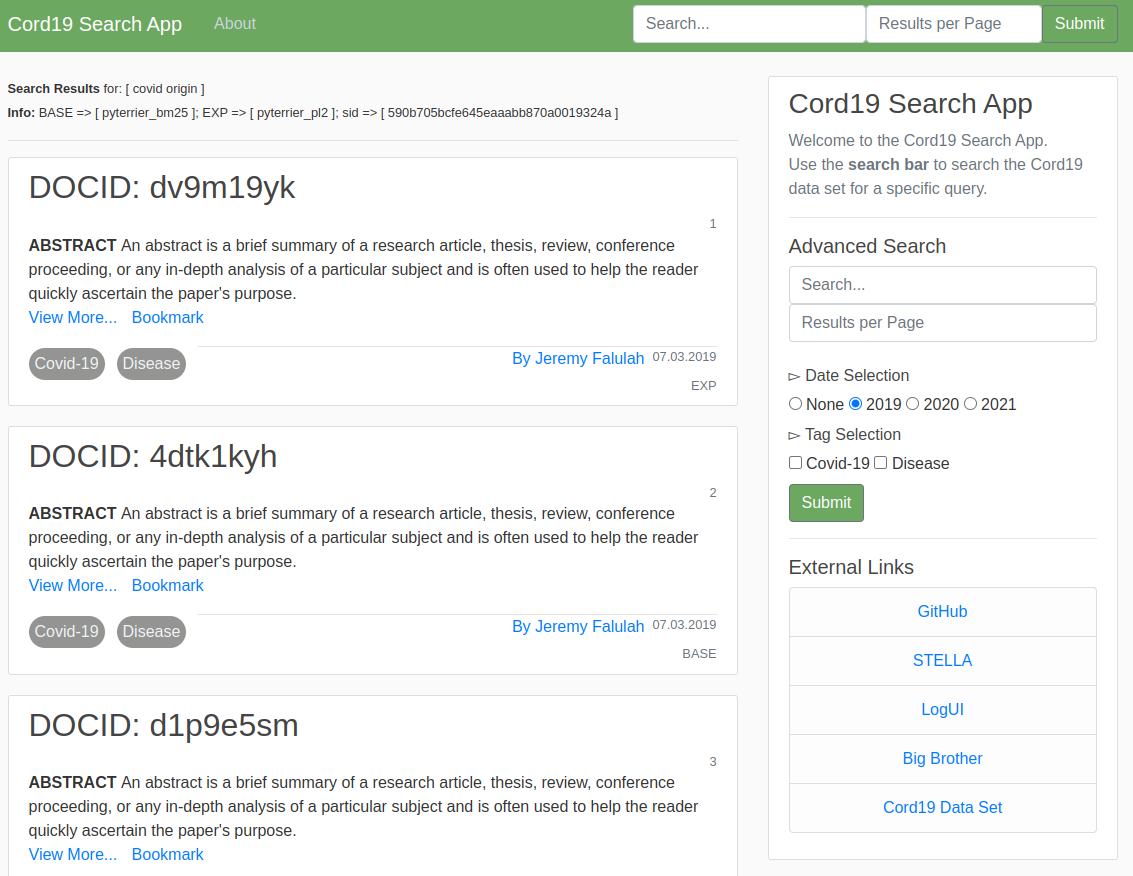 Cord19 Search App About Search... Results per Page Submit
Search Results for: [ covid origin ]
Info: BASE => [ pyterrier_bm25 ]; EXP => [ pyterrier_pl2 ]; sid => [ 590b705bcfe645eaaabb870a0019324a ]
DOCID: dv9m19yk
1
ABSTRACT An abstract is a brief summary of a research article, thesis, review, conference
proceeding, or any in-depth analysis of a particular subject and is often used to help the reader
quickly ascertain the paper's purpose.
View More... Bookmark
Covid-19 Disease By Jeremy Falulah 07.03.2019
EXP
DOCID: 4dtk1kyh
2
ABSTRACT An abstract is a brief summary of a research article, thesis, review, conference
proceeding, or any in-depth analysis of a particular subject and is often used to help the reader
quickly ascertain the paper's purpose.
View More... Bookmark
Covid-19 Disease By Jeremy Falulah 07.03.2019
BASE
DOCID: d1p9e5sm
3
ABSTRACT An abstract is a brief summary of a research article, thesis, review, conference
proceeding, or any in-depth analysis of a particular subject and is often used to help the reader
quickly ascertain the paper's purpose.
View More... Bookmark
Cord19 Search App
Welcome to the Cord19 Search App.
Use the search bar to search the Cord19
data set for a specific query.
Advanced Search
Search...
Results per Page
▻ Date Selection
None 2019 2020 2021
▻ Tag Selection
Covid-19 Disease
Submit
External Links
GitHub
STELLA
LogUI
Big Brother
Cord19 Data Set